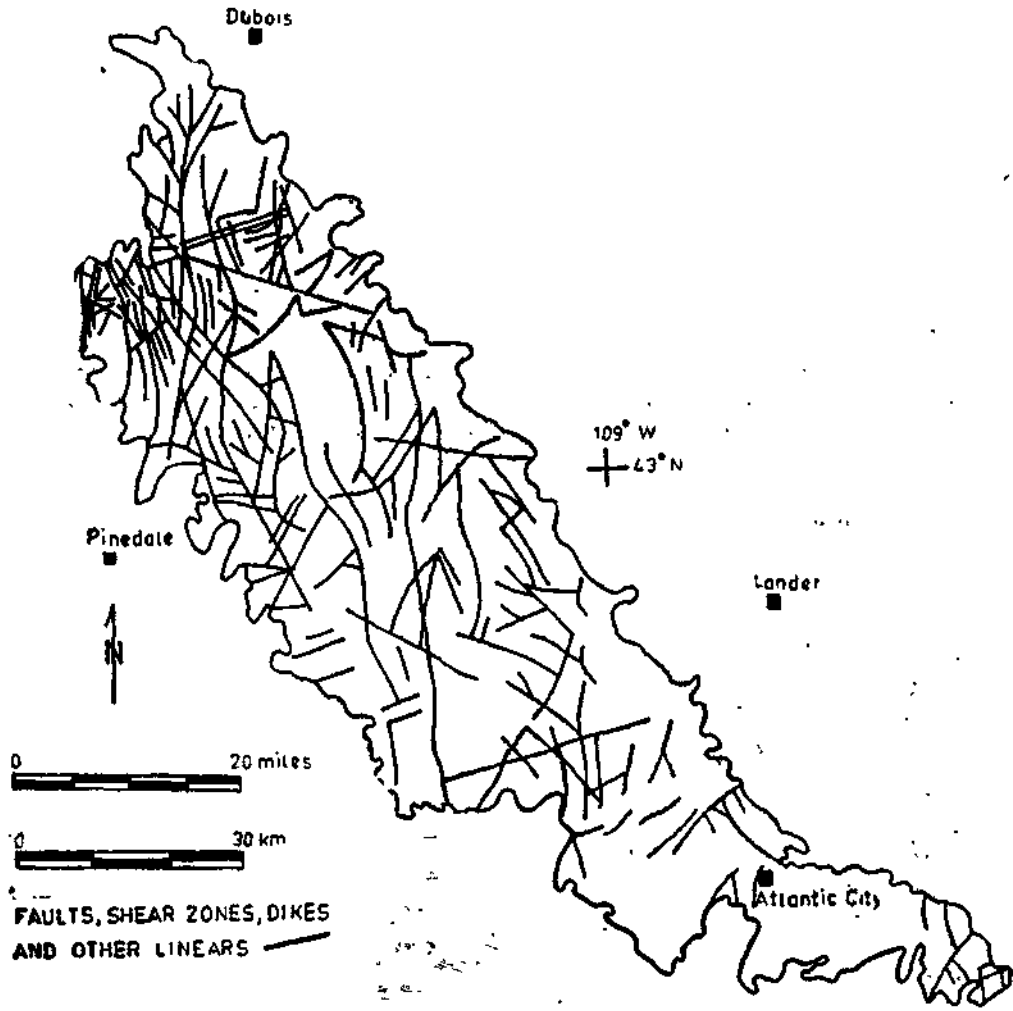 Dubois
109° W
43° N
Pinedale
Lander
N
0 20 miles
0 30 km
Atlantic City
FAULTS, SHEAR ZONES, DIKES
AND OTHER LINEARS